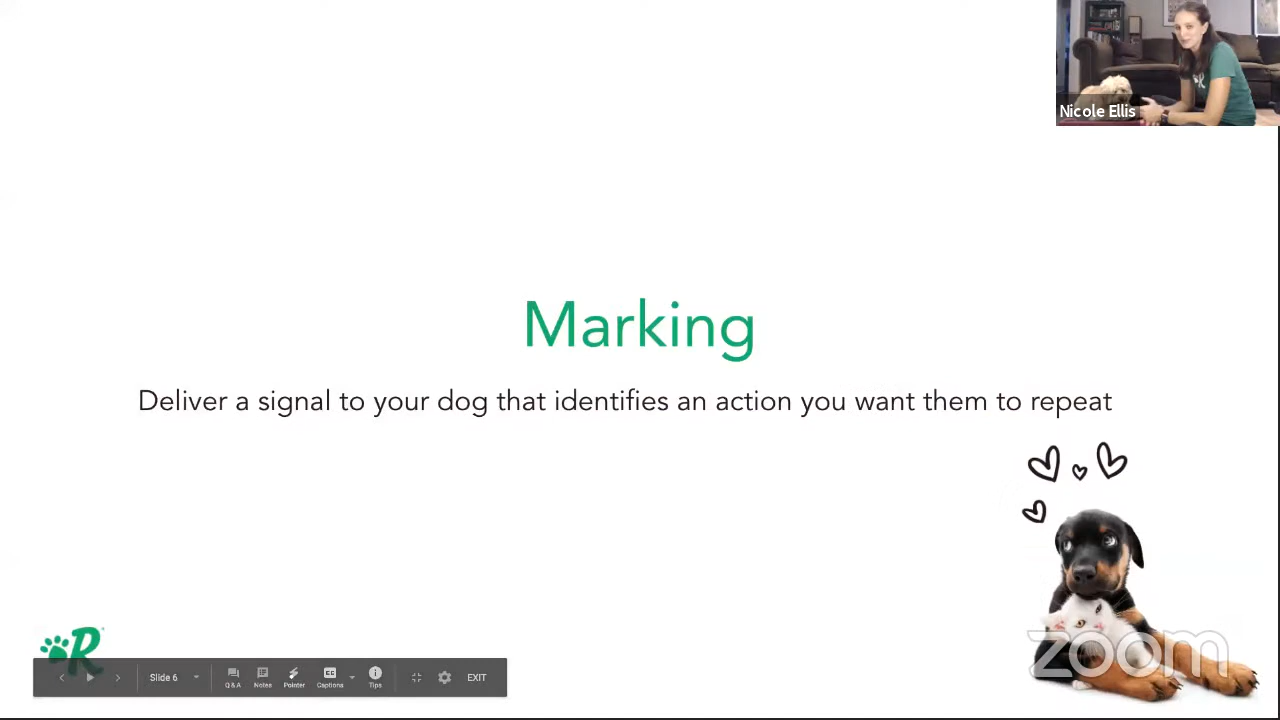 Nicole Ellis
Marking
Deliver a signal to your dog that identifies an action you want them to repeat
zoom
R
Slide 6
Q & A
Notes
Pointer
CC
Captions
Tips
EXIT